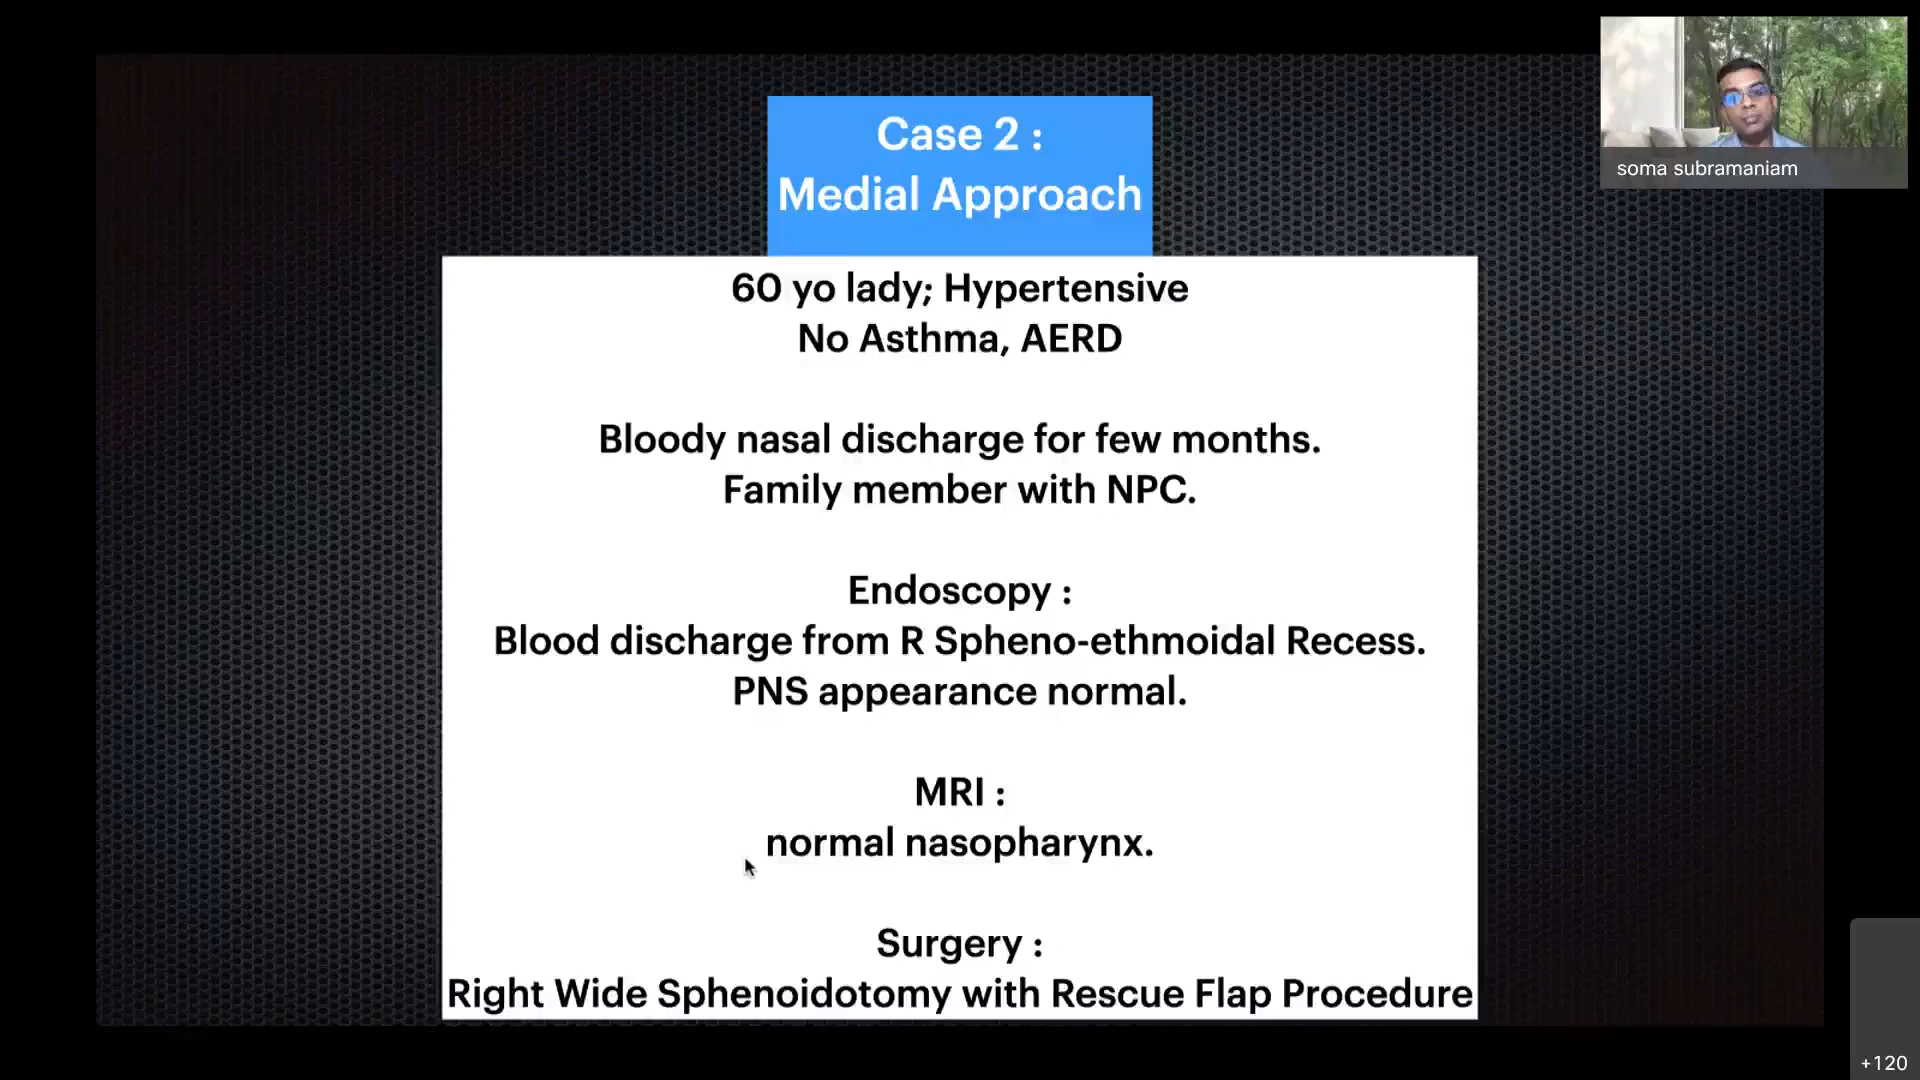 Case 2 :
Medial Approach
60 yo lady; Hypertensive
No Asthma, AERD
Bloody nasal discharge for few months.
Family member with NPC.
Endoscopy :
Blood discharge from R Spheno-ethmoidal Recess.
PNS appearance normal.
MRI :
normal nasopharynx.
Surgery :
Right Wide Sphenoidotomy with Rescue Flap Procedure
soma subramaniam
+120